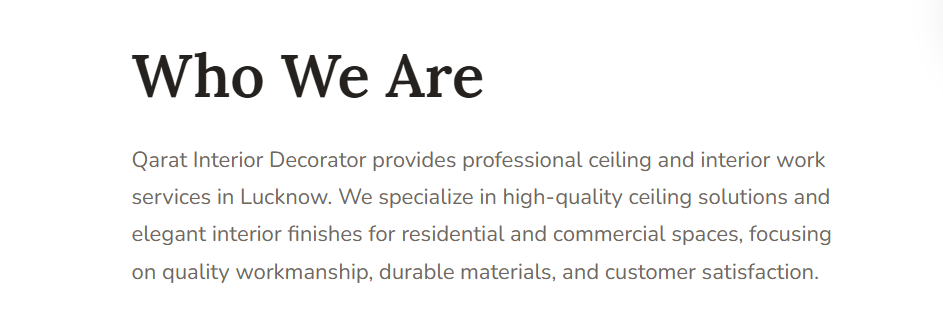 Who We Are
Qarat Interior Decorator provides professional ceiling and interior work
services in Lucknow. We specialize in high-quality ceiling solutions and
elegant interior finishes for residential and commercial spaces, focusing
on quality workmanship, durable materials, and customer satisfaction.